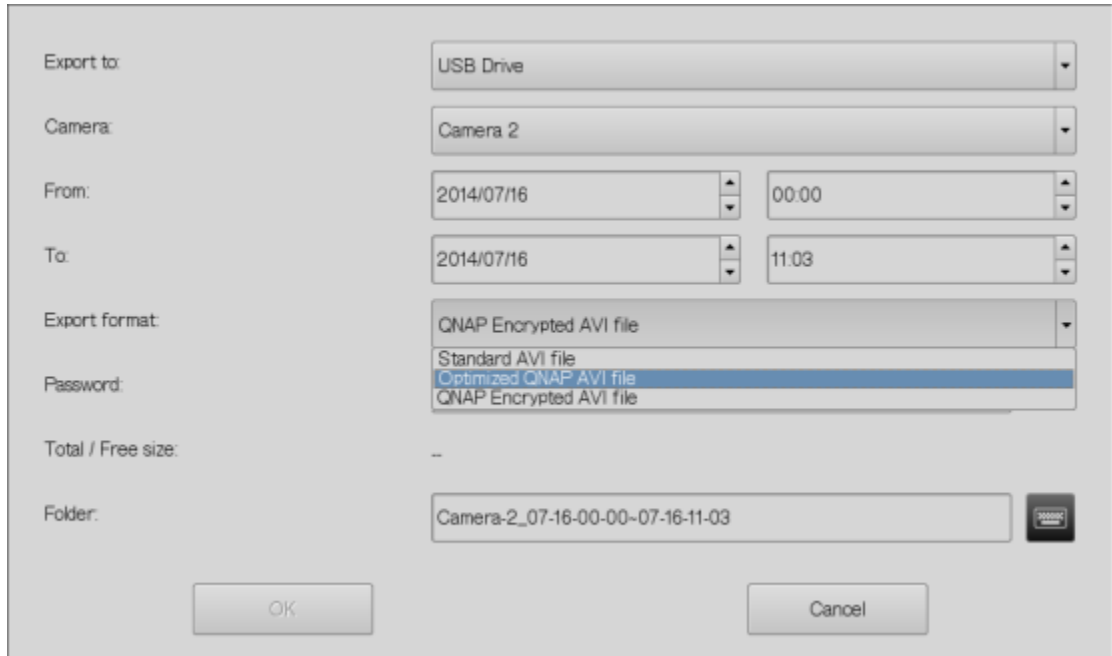 Export to: USB Drive
Camera: Camera 2
From: 2014/07/16 00:00
To: 2014/07/16 11:03
Export format: QNAP Encrypted AVI file
Standard AVI file
Optimized QNAP AVI file
Password:
QNAP Encrypted AVI file
Total / Free size: --
Folder: Camera-2_07-16-00-00~07-16-11-03
OK Cancel